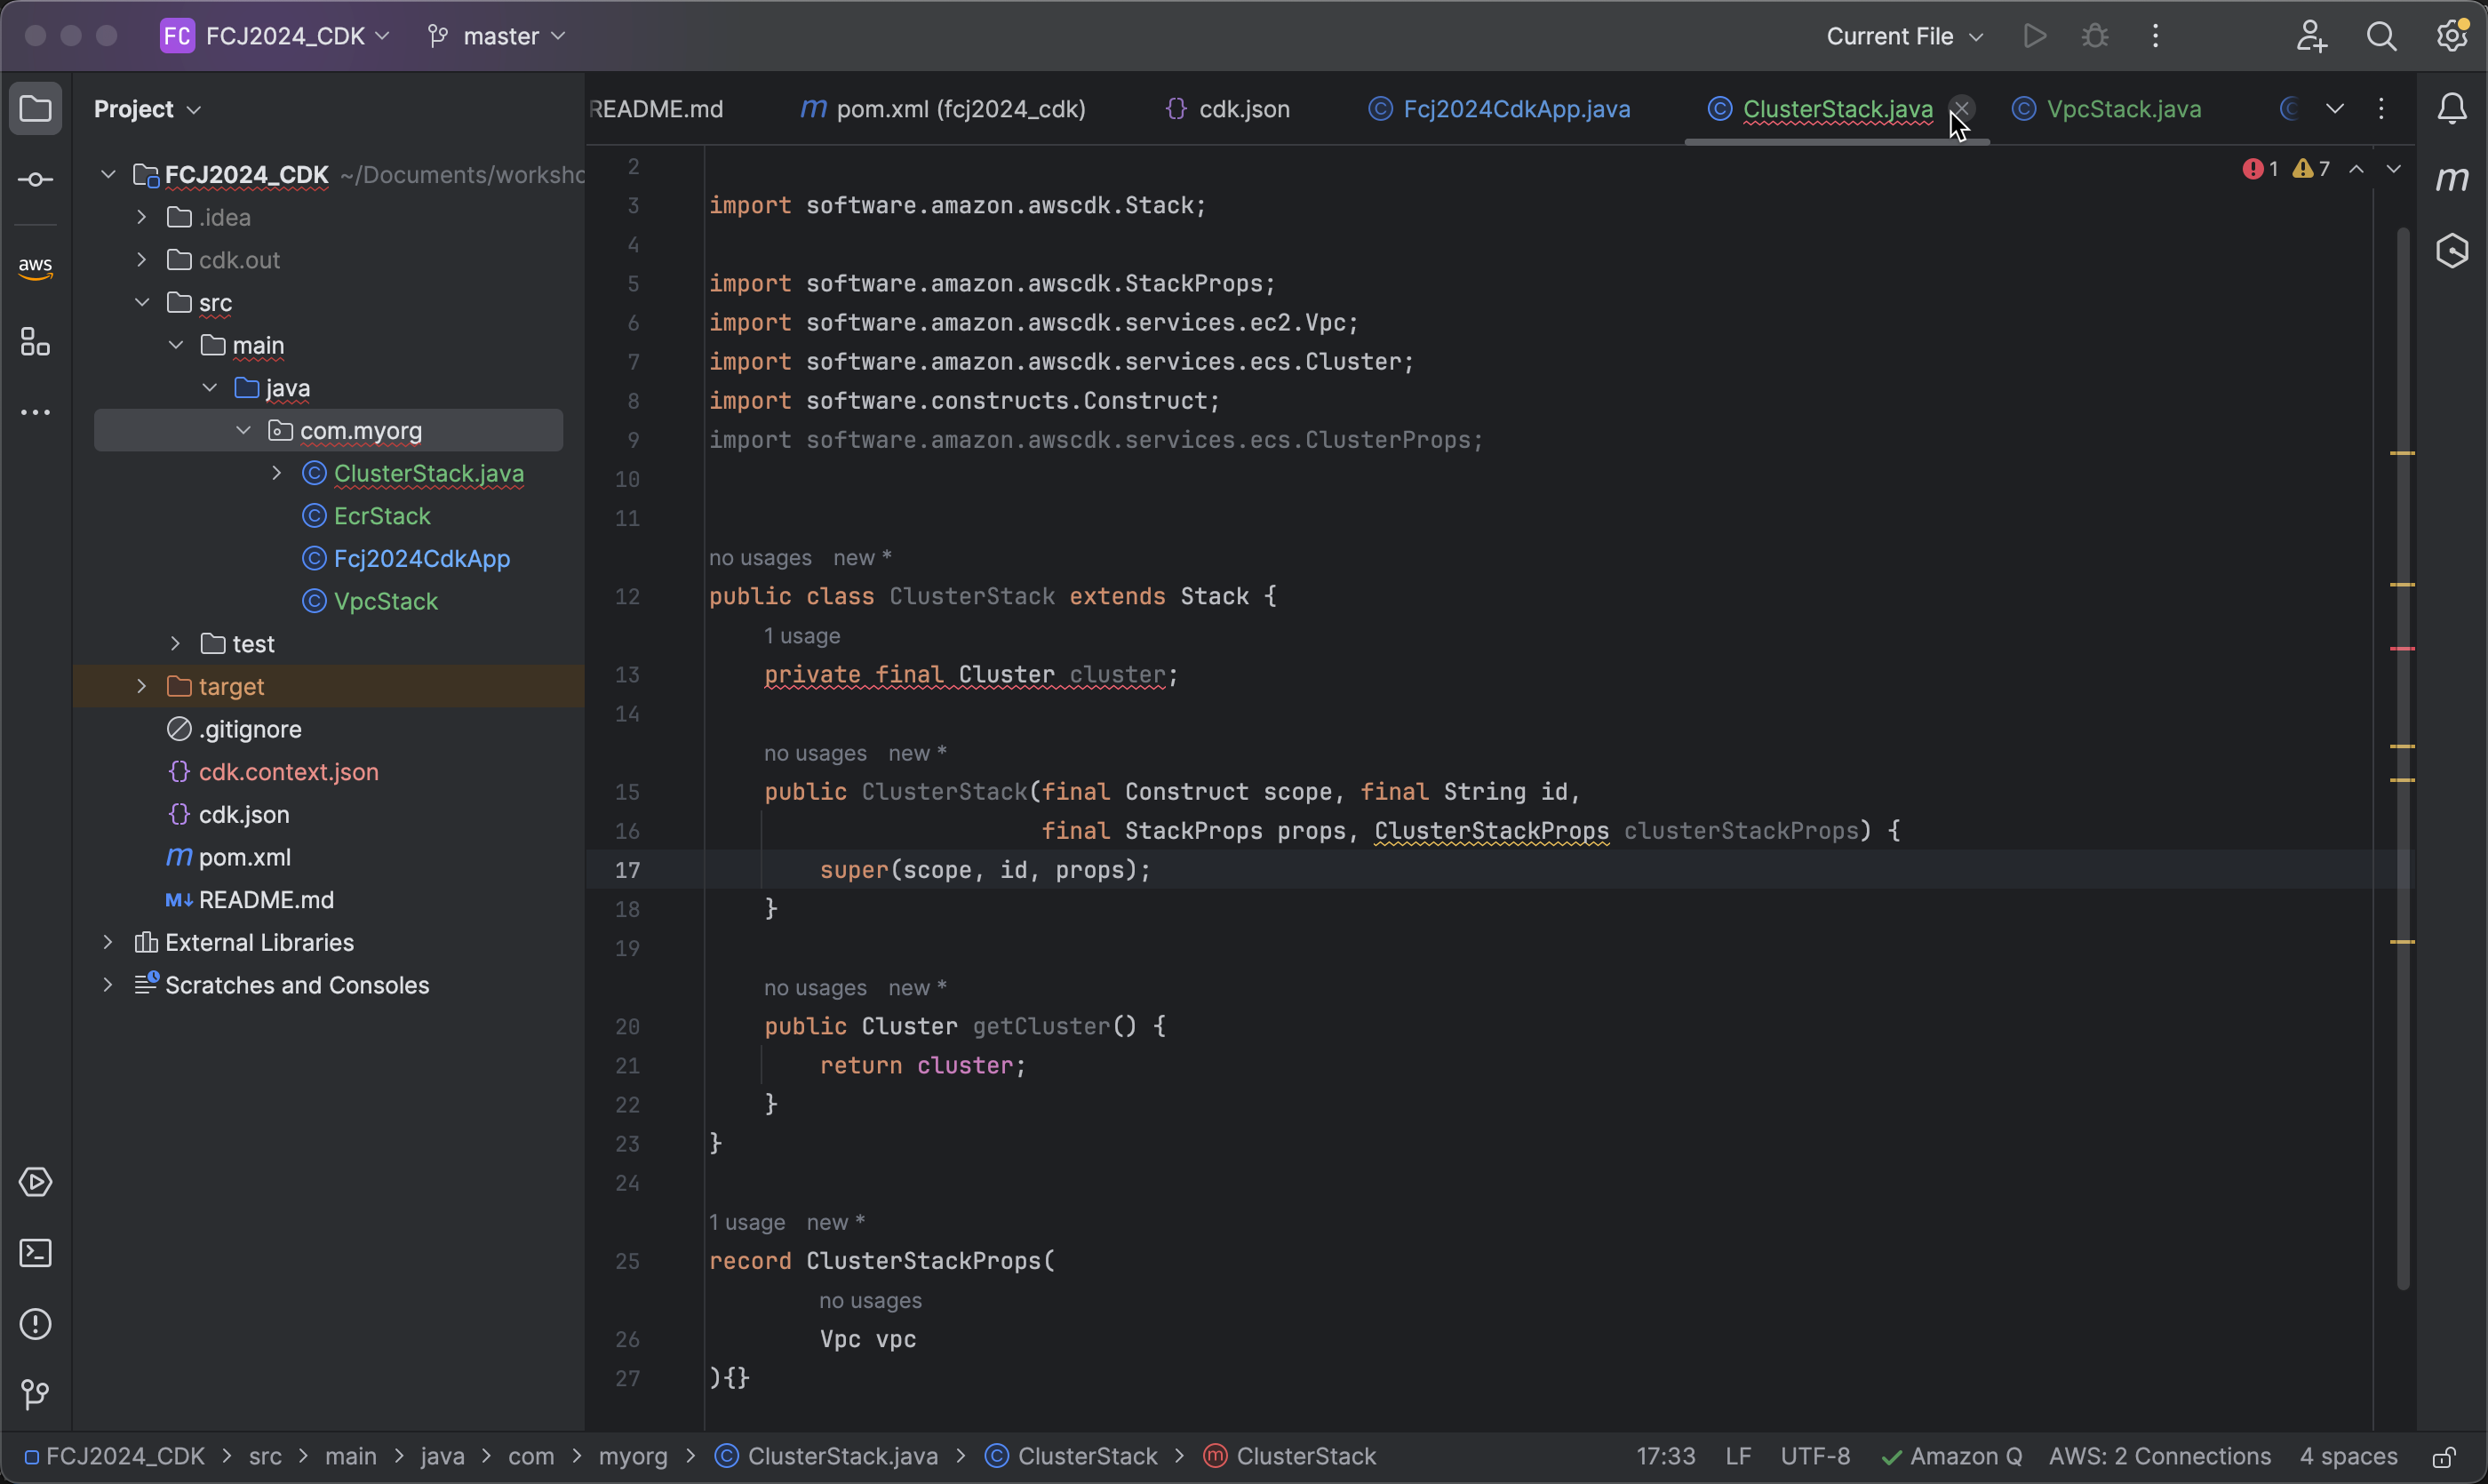 FC FCJ2024_CDK master Current File
Project
README.md m pom.xml (fcj2024_cdk) {} cdk.json C Fcj2024CdkApp.java C ClusterStack.java C VpcStack.java C
FCJ2024_CDK ~/Documents/worksho
.idea
cdk.out
src
main
java
com.myorg
C ClusterStack.java
C EcrStack
C Fcj2024CdkApp
C VpcStack
test
target
.gitignore
{} cdk.context.json
{} cdk.json
m pom.xml
M↓ README.md
External Libraries
Scratches and Consoles
aws
1 7
m
2
3 import software.amazon.awscdk.Stack;
4
5 import software.amazon.awscdk.StackProps;
6 import software.amazon.awscdk.services.ec2.Vpc;
7 import software.amazon.awscdk.services.ecs.Cluster;
8 import software.constructs.Construct;
9 import software.amazon.awscdk.services.ecs.ClusterProps;
10
11
no usages new *
12 public class ClusterStack extends Stack {
1 usage
13 private final Cluster cluster;
14
no usages new *
15 public ClusterStack(final Construct scope, final String id,
16 final StackProps props, ClusterStackProps clusterStackProps) {
17 super(scope, id, props);
18 }
19
no usages new *
20 public Cluster getCluster() {
21 return cluster;
22 }
23 }
24
1 usage new *
25 record ClusterStackProps(
no usages
26 Vpc vpc
27 ){}
FCJ2024_CDK > src > main > java > com > myorg > C ClusterStack.java > C ClusterStack > m ClusterStack 17:33 LF UTF-8 Amazon Q AWS: 2 Connections 4 spaces